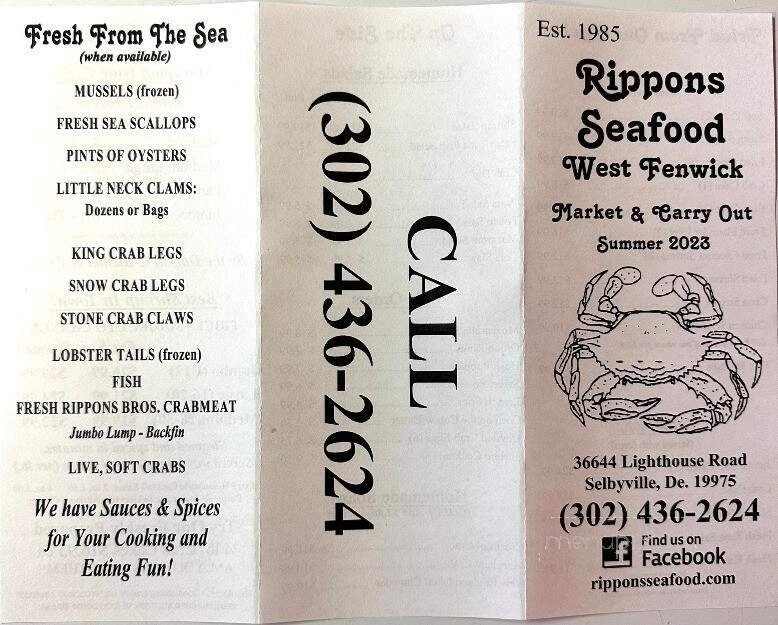 Fresh From The Sea
(when available)
MUSSELS (frozen)
FRESH SEA SCALLOPS
PINTS OF OYSTERS
LITTLE NECK CLAMS:
Dozens or Bags
KING CRAB LEGS
SNOW CRAB LEGS
STONE CRAB CLAWS
LOBSTER TAILS (frozen)
FISH
FRESH RIPPONS BROS. CRABMEAT
Jumbo Lump - Backfin
LIVE, SOFT CRABS
We have Sauces & Spices
for Your Cooking and
Eating Fun!
CALL
(302) 436-2624
Est. 1985
Rippons
Seafood
West Fenwick
Market & Carry Out
Summer 2023
36644 Lighthouse Road
Selbyville, De. 19975
(302) 436-2624
Find us on
Facebook
ripponsseafood.com